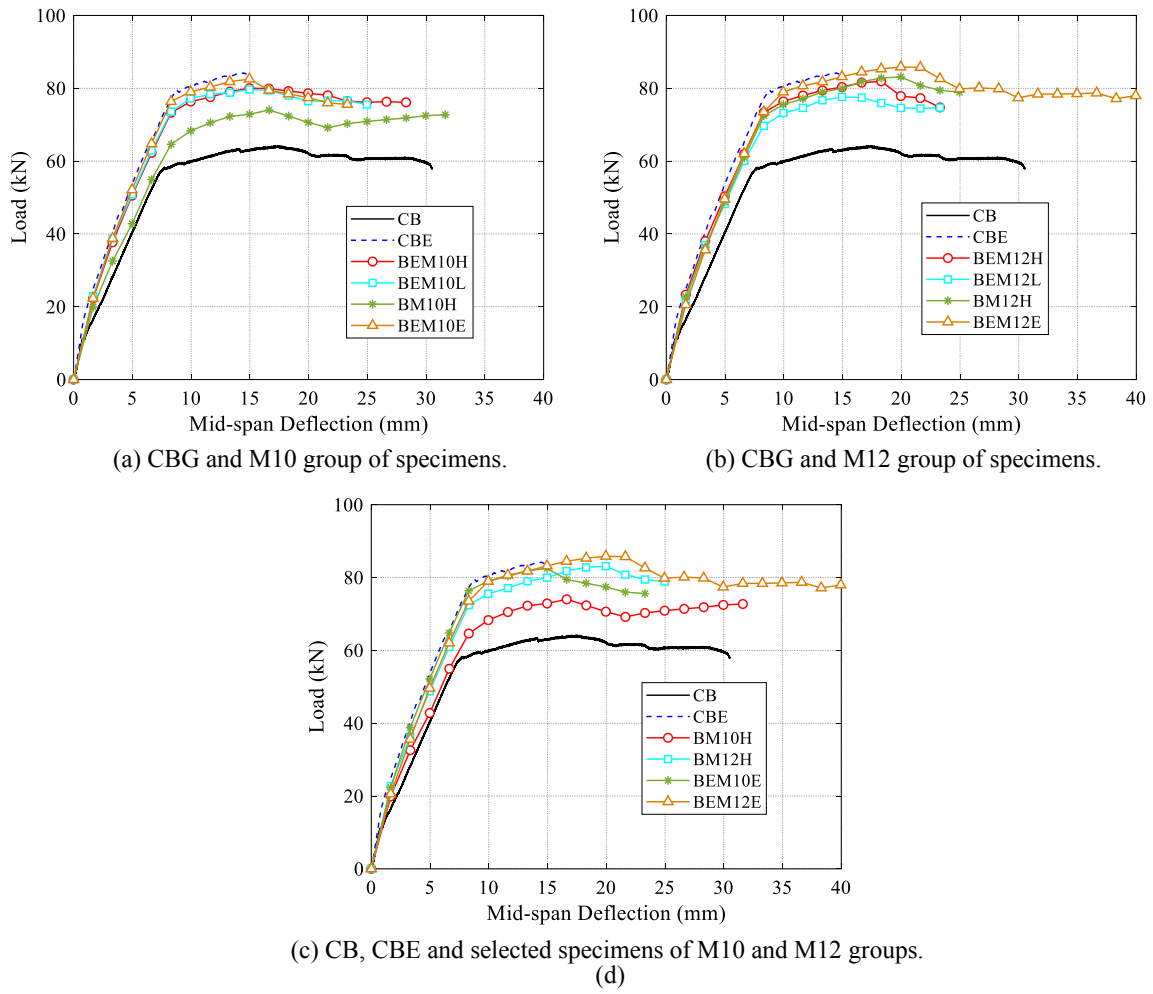 100
80
60
40
20
0
Load (kN)
CB
CBE
BEM10H
BEM10L
BM10H
BEM10E
0 5 10 15 20 25 30 35 40
Mid-span Deflection (mm)
(a) CBG and M10 group of specimens.
100
80
60
40
20
0
Load (kN)
CB
CBE
BEM12H
BEM12L
BM12H
BEM12E
0 5 10 15 20 25 30 35 40
Mid-span Deflection (mm)
(b) CBG and M12 group of specimens.
100
80
60
40
20
0
Load (kN)
CB
CBE
BM10H
BM12H
BEM10E
BEM12E
0 5 10 15 20 25 30 35 40
Mid-span Deflection (mm)
(c) CB, CBE and selected specimens of M10 and M12 groups.
(d)